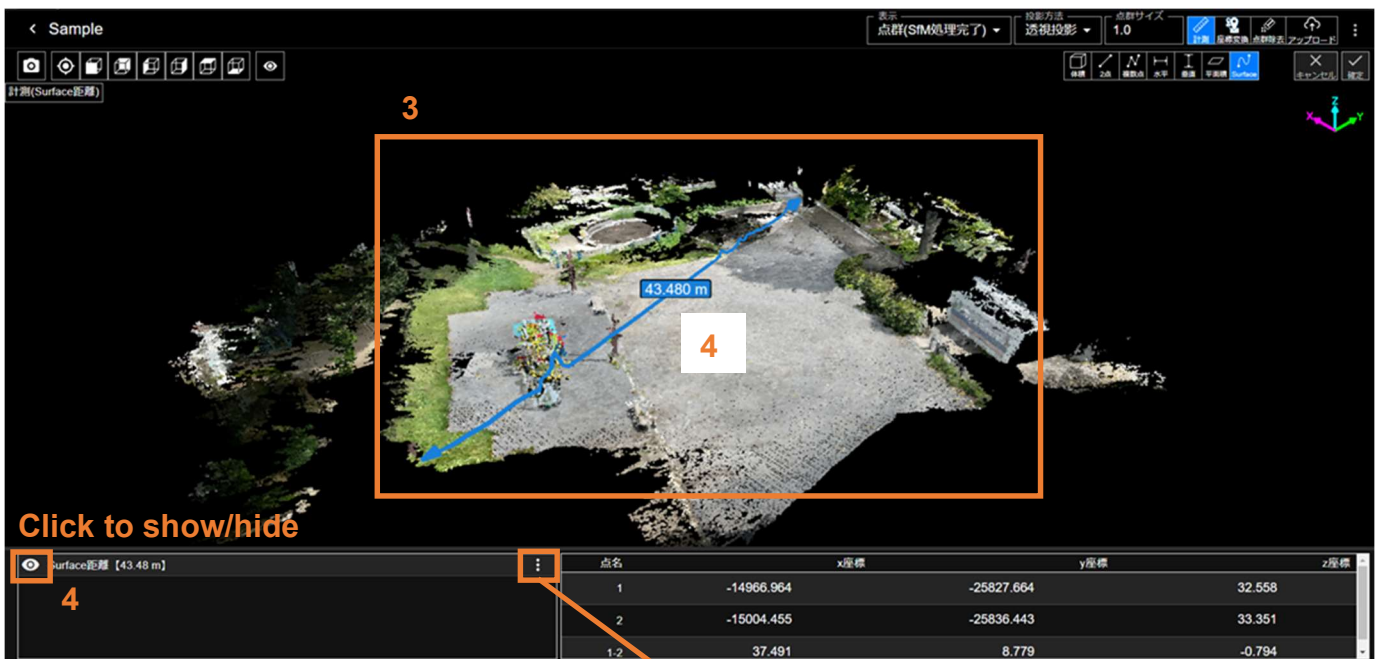 Sample
表示
点群(SfM処理完了)
投影方法
透視投影
点群サイズ
1.0
計測
座標変換
点群除去
アップロード
体積
2点
複数点
水平
垂直
平面積
Surface
キャンセル
確定
計測(Surface距離)
3
Z
X
Y
43.480 m
4
Click to show/hide
Surface距離【43.48 m】
4
点名 x座標 y座標 z座標
1 -14966.964 -25827.664 32.558
2 -15004.455 -25836.443 33.351
1-2 37.491 8.779 -0.794